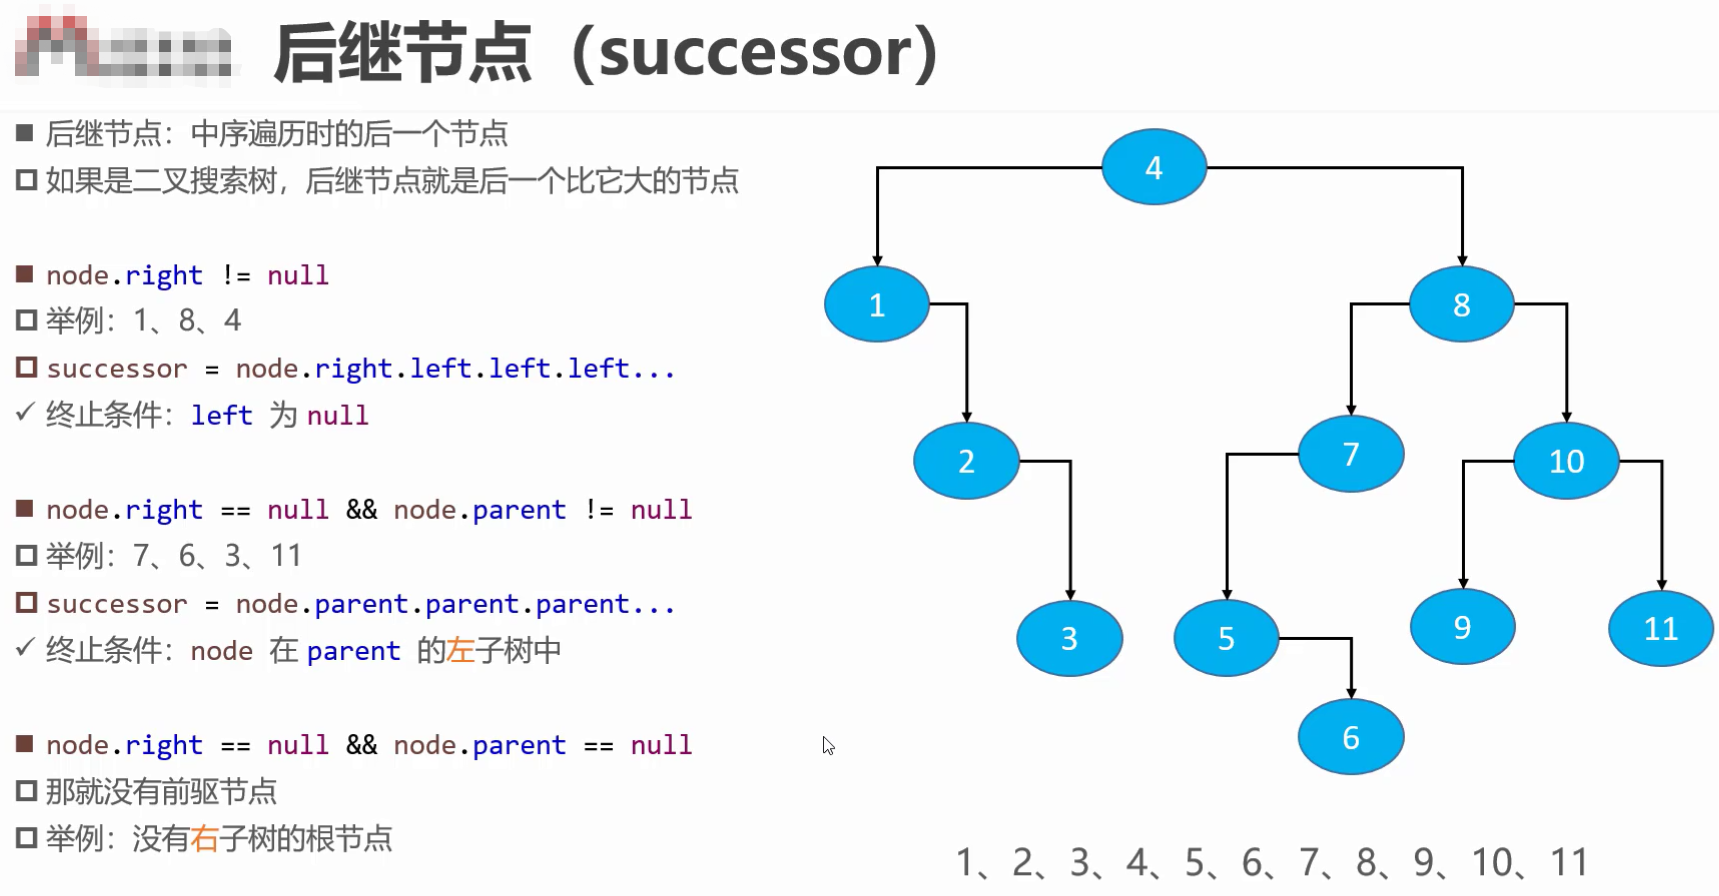 后继节点（successor）
■ 后继节点：中序遍历时的后一个节点
□ 如果是二叉搜索树，后继节点就是后一个比它大的节点
■ node.right != null
□ 举例：1、8、4
□ successor = node.right.left.left.left...
✓ 终止条件：left 为 null
■ node.right == null && node.parent != null
□ 举例：7、6、3、11
□ successor = node.parent.parent.parent...
✓ 终止条件：node 在 parent 的左子树中
■ node.right == null && node.parent == null
□ 那就没有前驱节点
□ 举例：没有右子树的根节点
4
1
8
2
7
10
3
5
9
11
6
1、2、3、4、5、6、7、8、9、10、11